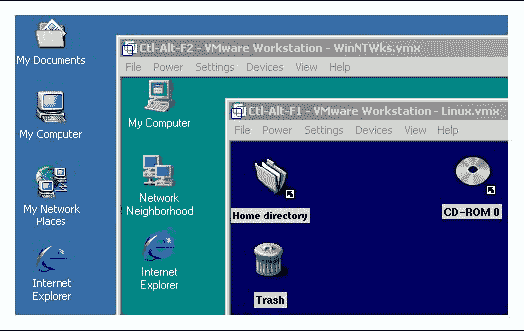 My Documents
My Computer
My Network
Places
Internet
Explorer
Ctl-Alt-F2 - VMware Workstation - WinNTWks.vmx
File Power Settings Devices View Help
My Computer
Network
Neighborhood
Internet
Explorer
Ctl-Alt-F1 - VMware Workstation - Linux.vmx
File Power Settings Devices View Help
Home directory
CD-ROM 0
Trash